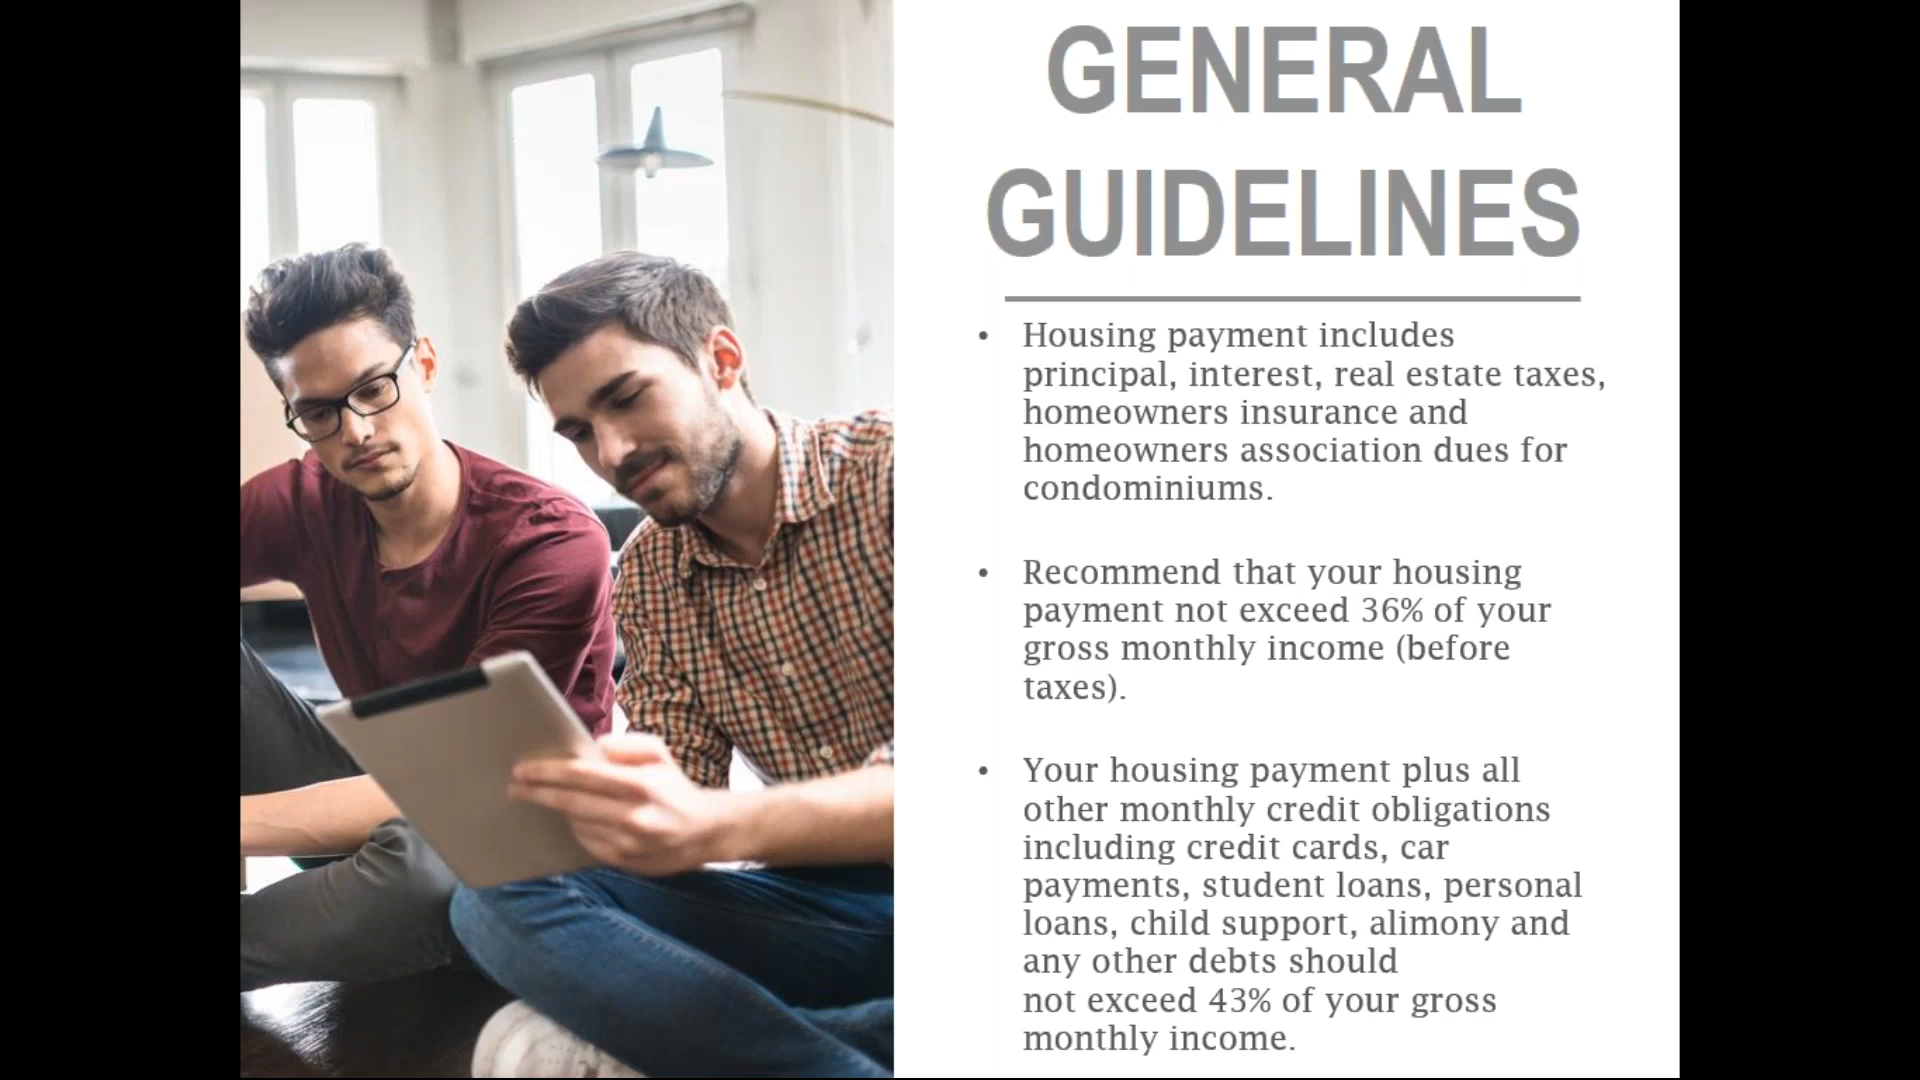 GENERAL
GUIDELINES
• Housing payment includes
principal, interest, real estate taxes,
homeowners insurance and
homeowners association dues for
condominiums.
• Recommend that your housing
payment not exceed 36% of your
gross monthly income (before
taxes).
• Your housing payment plus all
other monthly credit obligations
including credit cards, car
payments, student loans, personal
loans, child support, alimony and
any other debts should
not exceed 43% of your gross
monthly income.